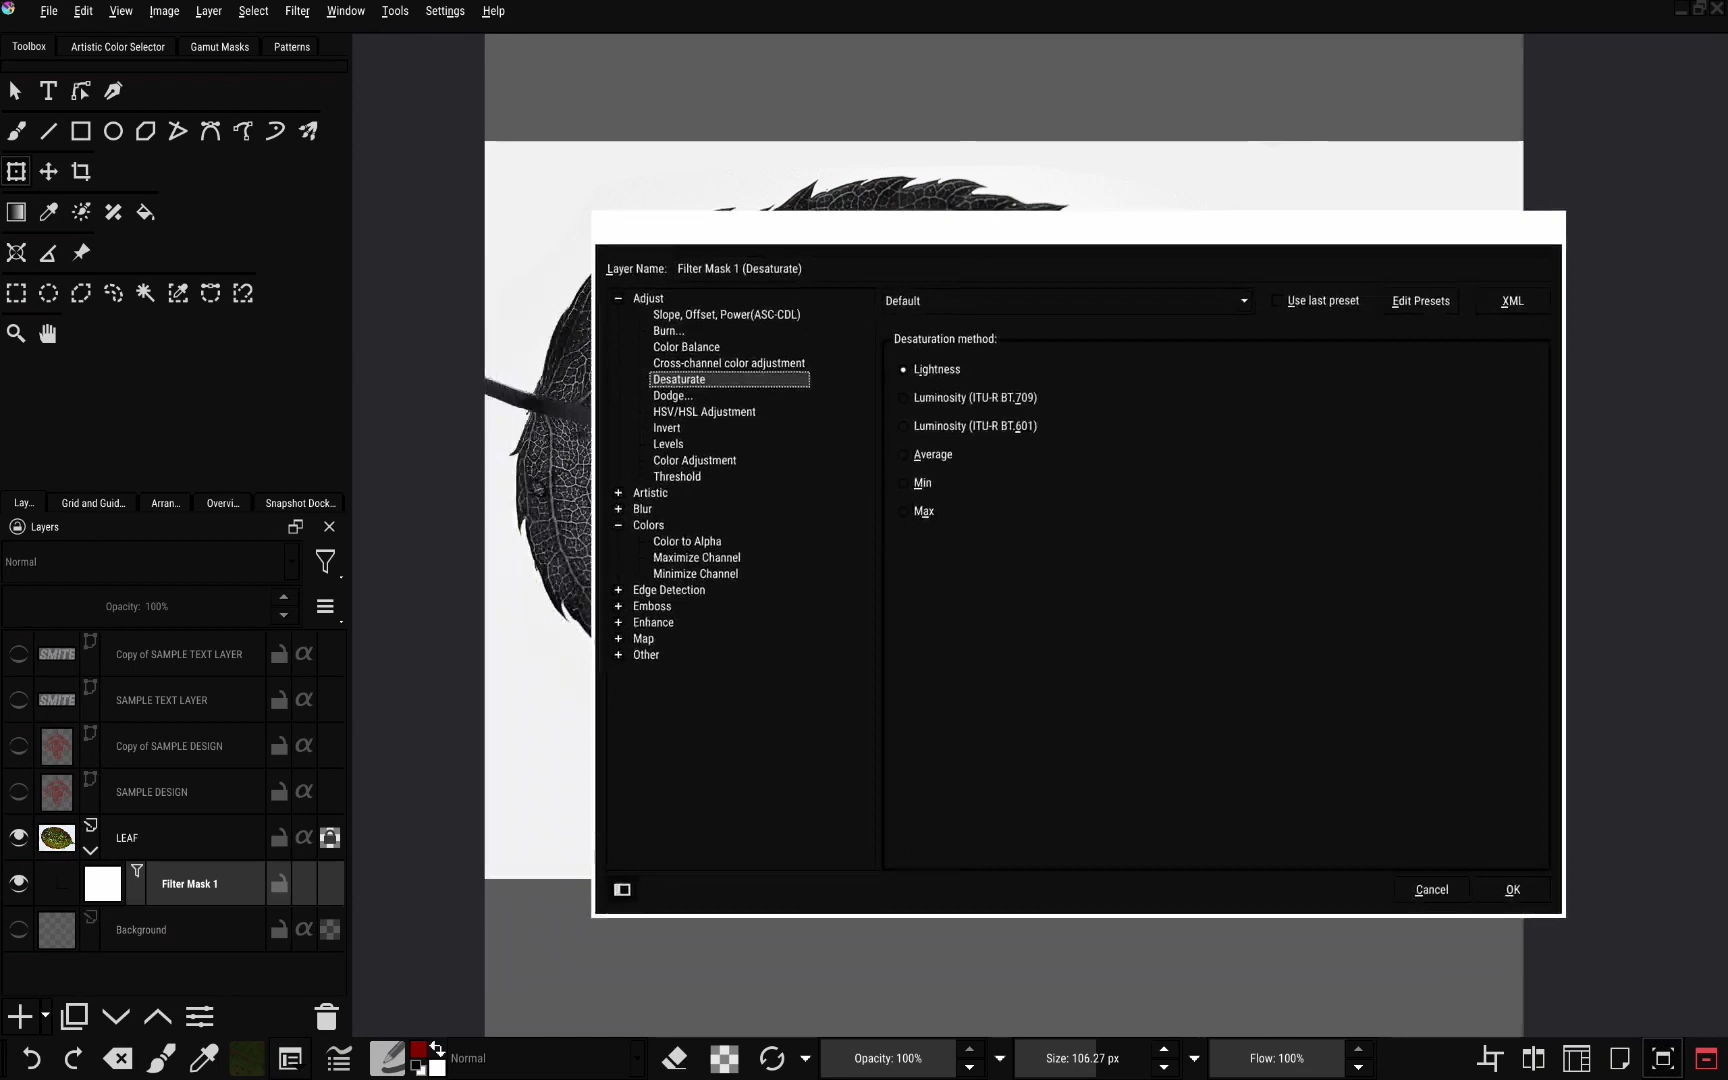 File Edit View Image Layer Select Filter Window Tools Settings Help
Toolbox Artistic Color Selector Gamut Masks Patterns
Layer Name: Filter Mask 1 (Desaturate)
Adjust
Slope, Offset, Power(ASC-CDL)
Burn...
Color Balance
Cross-channel color adjustment
Desaturate
Dodge...
HSV/HSL Adjustment
Invert
Levels
Color Adjustment
Threshold
Artistic
Blur
Colors
Color to Alpha
Maximize Channel
Minimize Channel
Edge Detection
Emboss
Enhance
Map
Other
Default Use last preset Edit Presets XML
Desaturation method:
Lightness
Luminosity (ITU-R BT.709)
Luminosity (ITU-R BT.601)
Average
Min
Max
Cancel OK
Lay... Grid and Guid... Arran... Overvi... Snapshot Dock...
Layers
Normal
Opacity: 100%
SMITE Copy of SAMPLE TEXT LAYER
SMITE SAMPLE TEXT LAYER
Copy of SAMPLE DESIGN
SAMPLE DESIGN
LEAF
Filter Mask 1
Background
Normal Opacity: 100% Size: 106.27 px Flow: 100%